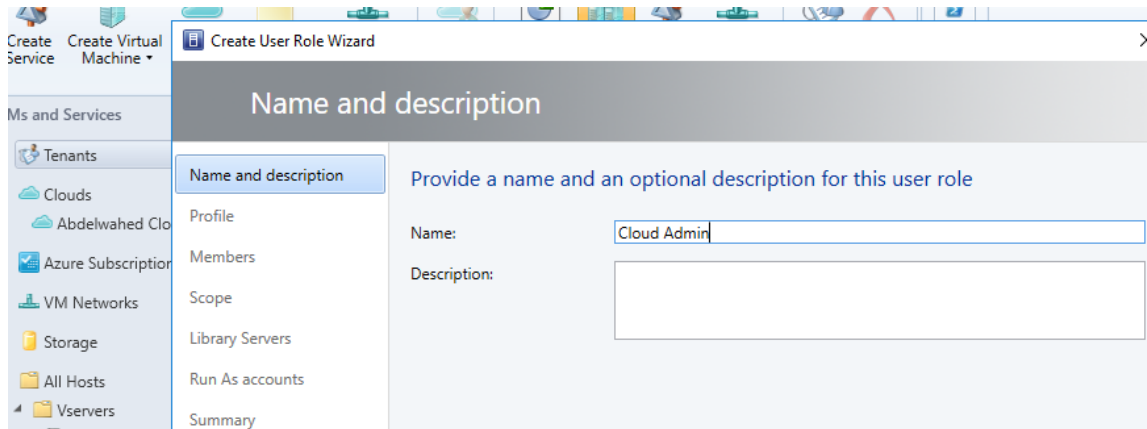 Create Service
Create Virtual Machine
Create User Role Wizard
Name and description
Ms and Services
Tenants
Clouds
Abdelwahed Clo
Azure Subscription
VM Networks
Storage
All Hosts
Vservers
Name and description
Profile
Members
Scope
Library Servers
Run As accounts
Summary
Provide a name and an optional description for this user role
Name:
Cloud Admin
Description: